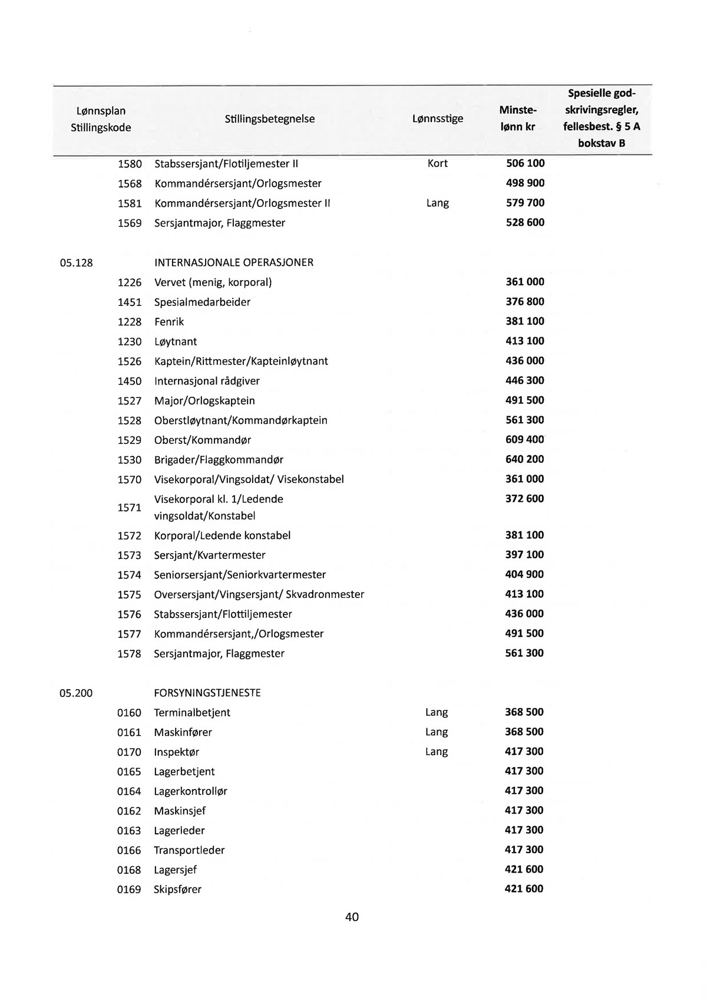 Lønnsplan
Stillingskode
Stillingsbetegnelse
Lønnsstige
Minste-
lønn kr
Spesielle god-
skrivingsregler,
fellesbest. § 5 A
bokstav B
1580 Stabssersjant/Flotiljemester II Kort 506 100
1568 Kommandérsersjant/Orlogsmester 498 900
1581 Kommandérsersjant/Orlogsmester II Lang 579 700
1569 Sersjantmajor, Flaggmester 528 600
05.128 INTERNASJONALE OPERASJONER
1226 Vervet (menig, korporal) 361 000
1451 Spesialmedarbeider 376 800
1228 Fenrik 381 100
1230 Løytnant 413 100
1526 Kaptein/Rittmester/Kapteinløytnant 436 000
1450 Internasjonal rådgiver 446 300
1527 Major/Orlogskaptein 491 500
1528 Oberstløytnant/Kommandørkaptein 561 300
1529 Oberst/Kommandør 609 400
1530 Brigader/Flaggkommandør 640 200
1570 Visekorporal/Vingsoldat/ Visekonstabel 361 000
1571 Visekorporal kl. 1/Ledende 372 600
vingsoldat/Konstabel
1572 Korporal/Ledende konstabel 381 100
1573 Sersjant/Kvartermester 397 100
1574 Seniorsersjant/Seniorkvartermester 404 900
1575 Oversersjant/Vingsersjant/ Skvadronmester 413 100
1576 Stabssersjant/Flottiljemester 436 000
1577 Kommandérsersjant,/Orlogsmester 491 500
1578 Sersjantmajor, Flaggmester 561 300
05.200 FORSYNINGSTJENESTE
0160 Terminalbetjent Lang 368 500
0161 Maskinfører Lang 368 500
0170 Inspektør Lang 417 300
0165 Lagerbetjent 417 300
0164 Lagerkontrollør 417 300
0162 Maskinsjef 417 300
0163 Lagerleder 417 300
0166 Transportleder 417 300
0168 Lagersjef 421 600
0169 Skipsfører 421 600
40